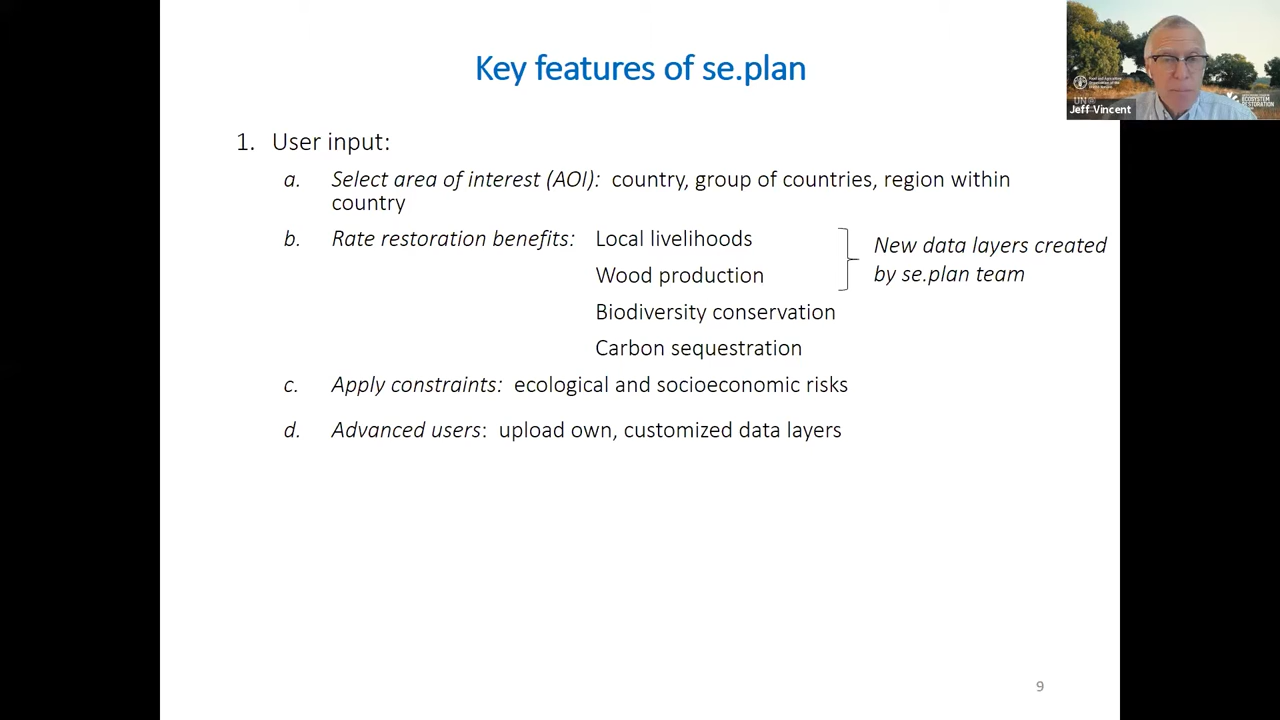 Key features of se.plan
1. User input:
a. Select area of interest (AOI): country, group of countries, region within
country
b. Rate restoration benefits: Local livelihoods
Wood production
Biodiversity conservation
Carbon sequestration
New data layers created
by se.plan team
c. Apply constraints: ecological and socioeconomic risks
d. Advanced users: upload own, customized data layers
9
Jeff Vincent
ECOSYSTEM
RESTORATION